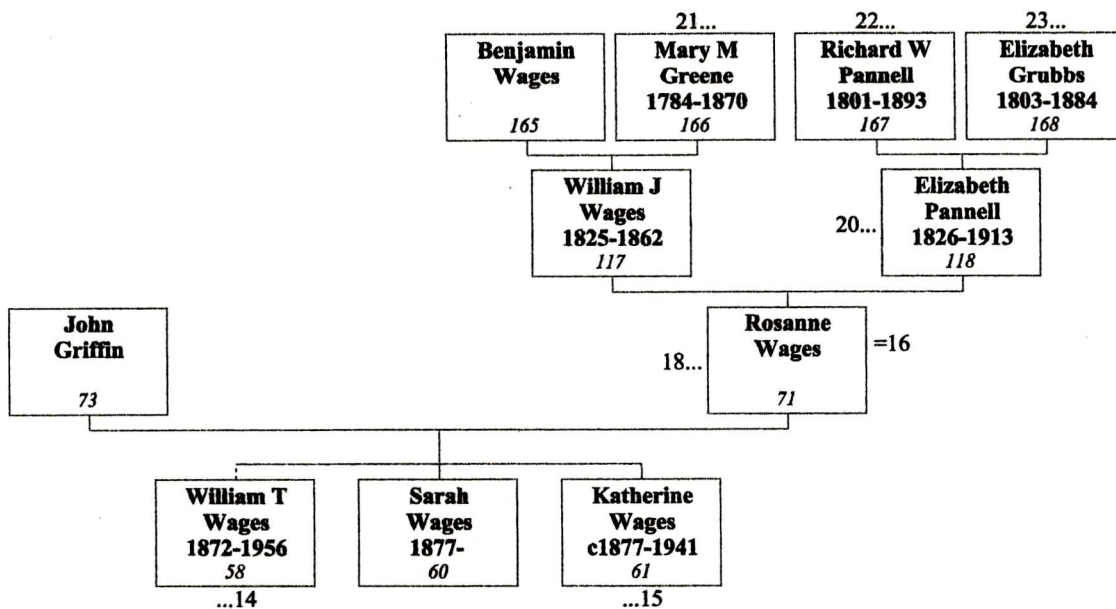 21...
22...
23...
Benjamin
Wages
165
Mary M
Greene
1784-1870
166
Richard W
Pannell
1801-1893
167
Elizabeth
Grubbs
1803-1884
168
William J
Wages
1825-1862
117
20...
Elizabeth
Pannell
1826-1913
118
John
Griffin
73
18...
Rosanne
Wages
71
=16
William T
Wages
1872-1956
58
...14
Sarah
Wages
1877-
60
Katherine
Wages
c1877-1941
61
...15